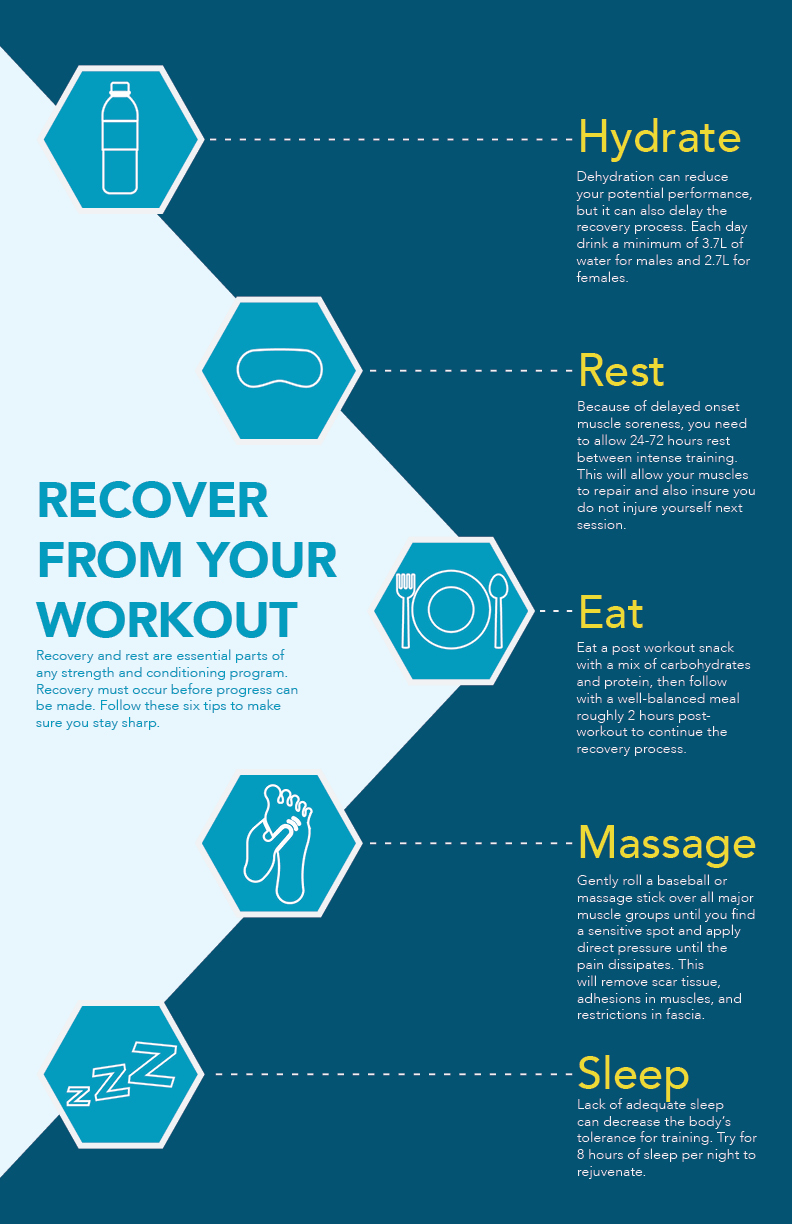 Hydrate
Dehydration can reduce
your potential performance,
but it can also delay the
recovery process. Each day
drink a minimum of 3.7L of
water for males and 2.7L for
females.
Rest
Because of delayed onset
muscle soreness, you need
to allow 24-72 hours rest
between intense training.
This will allow your muscles
to repair and also insure you
do not injure yourself next
session.
RECOVER
FROM YOUR
WORKOUT
Recovery and rest are essential parts of
any strength and conditioning program.
Recovery must occur before progress can
be made. Follow these six tips to make
sure you stay sharp.
Eat
Eat a post workout snack
with a mix of carbohydrates
and protein, then follow
with a well-balanced meal
roughly 2 hours post-
workout to continue the
recovery process.
Massage
Gently roll a baseball or
massage stick over all major
muscle groups until you find
a sensitive spot and apply
direct pressure until the
pain dissipates. This
will remove scar tissue,
adhesions in muscles, and
restrictions in fascia.
zZZ
Sleep
Lack of adequate sleep
can decrease the body's
tolerance for training. Try for
8 hours of sleep per night to
rejuvenate.